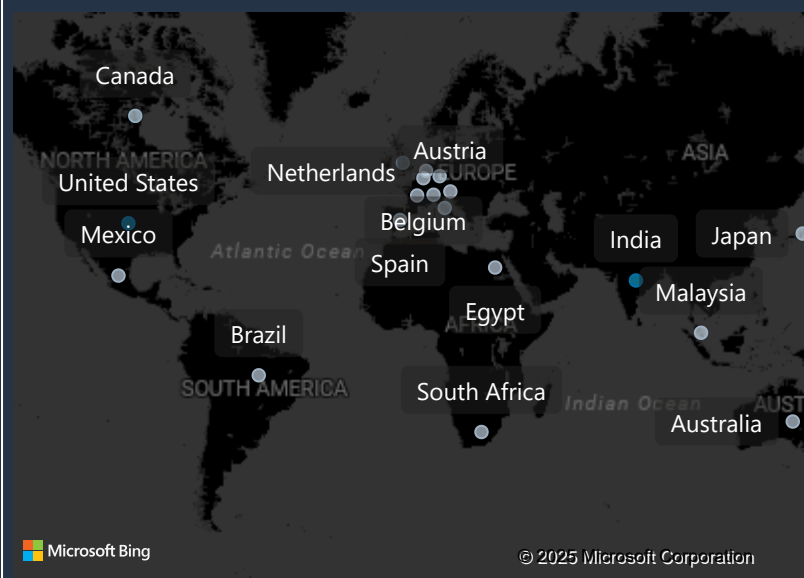 Canada
NORTH AMERICA
United States
Mexico
Netherlands
Austria
EUROPE
ASIA
Belgium
Atlantic Ocean
Spain
India
Japan
Malaysia
Egypt
AFRICA
Brazil
SOUTH AMERICA
South Africa
Indian Ocean
AUST
Australia
Microsoft Bing
© 2025 Microsoft Corporation